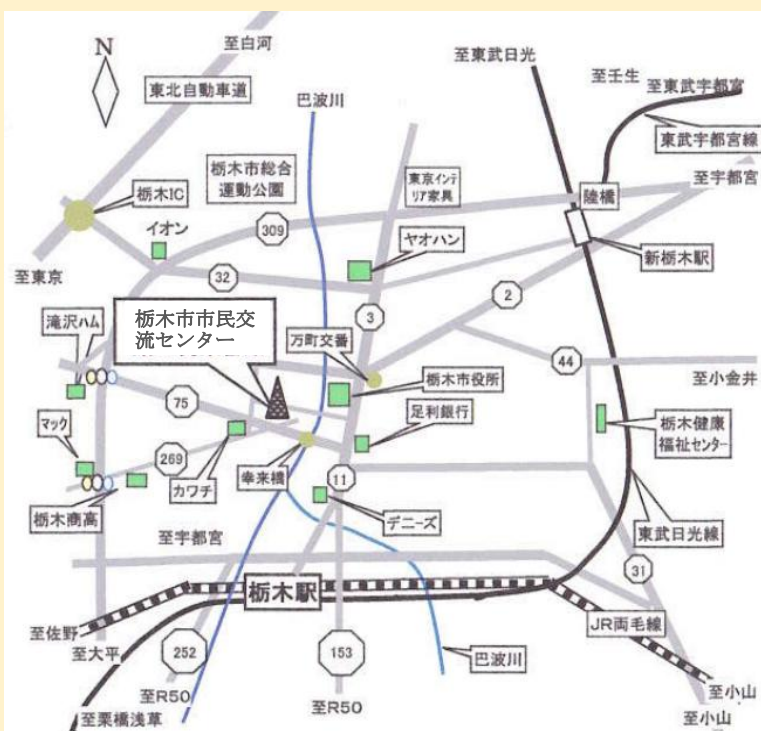 N
至白河
東北自動車道
巴波川
至東武日光
至壬生
至東武宇都宮
東武宇都宮線
栃木IC
栃木市総合
運動公園
東京インテ
リア家具
陸橋
至宇都宮
イオン
309
ヤオハン
新栃木駅
至東京
32
2
滝沢ハム
栃木市市民交
流センター
3
万町交番
44
栃木市役所
至小金井
75
足利銀行
マック
栃木健康
福祉センター
269
カワチ
幸来橋
11
栃木商高
デニーズ
至宇都宮
東武日光線
31
栃木駅
JR両毛線
至佐野
至大平
252
153
巴波川
至R50
至R50
至小山
至栗橋浅草
至小山